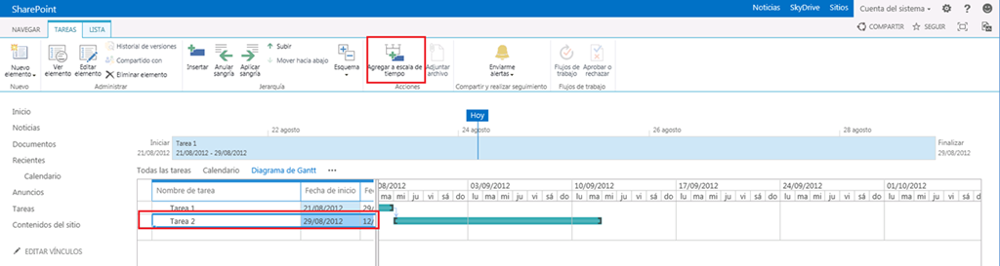 SharePoint
Noticias SkyDrive Sitios Cuenta del sistema
NAVEGAR TAREAS LISTA
COMPARTIR SEGUIR
Nuevo elemento
Ver elemento
Editar elemento
Historial de versiones
Compartido con
Eliminar elemento
Insertar
Anular sangría
Aplicar sangría
Subir
Mover hacia abajo
Esquema
Agregar a escala de tiempo
Adjuntar archivo
Enviarme alertas
Flujos de trabajo
Aprobar o rechazar
Nuevo Administrar Jerarquía Acciones Compartir y realizar seguimiento Flujos de trabajo
Inicio
Noticias
Documentos
Recientes
Calendario
Anuncios
Tareas
Contenidos del sitio
EDITAR VÍNCULOS
Hoy
22 agosto 24 agosto 26 agosto 28 agosto
Iniciar
21/08/2012
Tarea 1
21/08/2012 - 29/08/2012
Finalizar
29/08/2012
Todas las tareas Calendario Diagrama de Gantt •••
Nombre de tarea Fecha de inicio Fe
08/2012 03/09/2012 10/09/2012 17/09/2012 24/09/2012 01/10/2012
ma mi ju vi sá do lu ma mi ju vi sá do lu ma mi ju vi sá do lu ma mi ju vi sá do lu ma mi ju vi sá do lu ma mi ju vi sá do
Tarea 1 21/08/2012 29/
Tarea 2 29/08/2012 12/